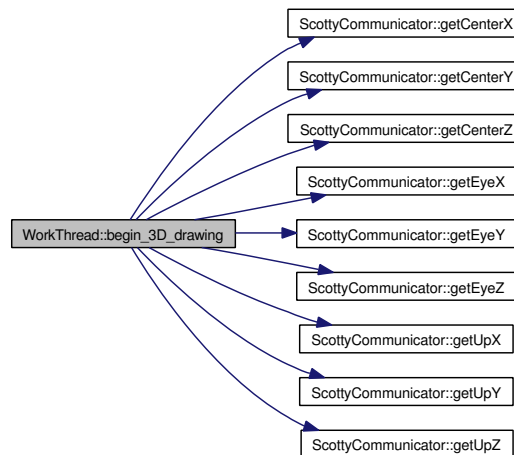 ScottyCommunicator::getCenterX
ScottyCommunicator::getCenterY
ScottyCommunicator::getCenterZ
ScottyCommunicator::getEyeX
WorkThread::begin_3D_drawing
ScottyCommunicator::getEyeY
ScottyCommunicator::getEyeZ
ScottyCommunicator::getUpX
ScottyCommunicator::getUpY
ScottyCommunicator::getUpZ